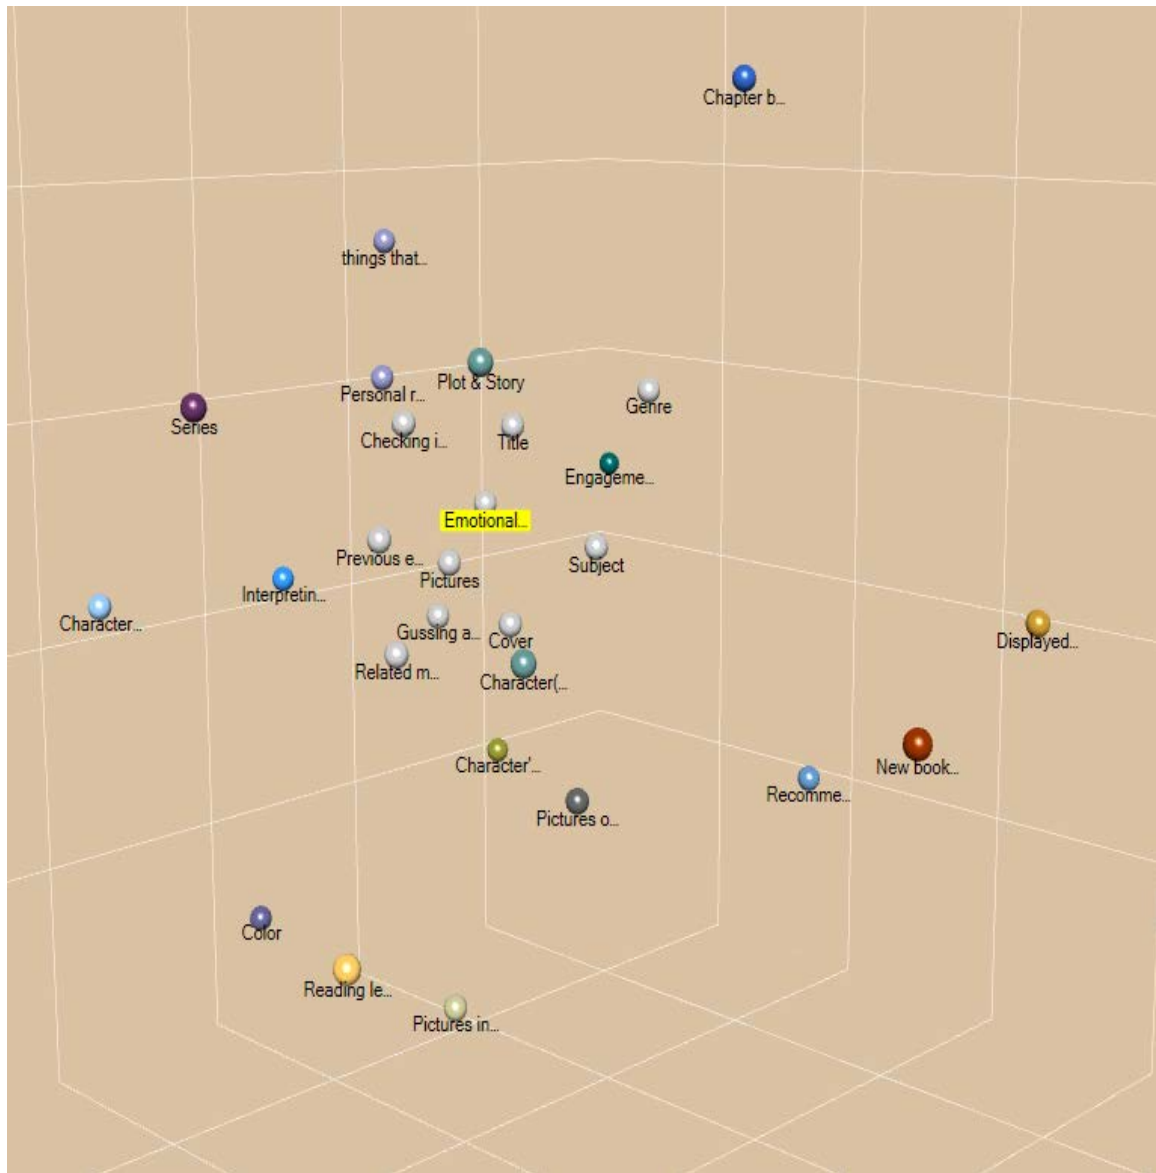 Chapter b...
things that...
Plot & Story
Personal r...
Genre
Series
Checking i...
Title
Engageme...
Emotional...
Previous e...
Subject
Pictures
Interpretin...
Character...
Gussing a...
Cover
Displayed...
Related m...
Character(...
Character'...
New book...
Recomme...
Pictures o...
Color
Reading le...
Pictures in...